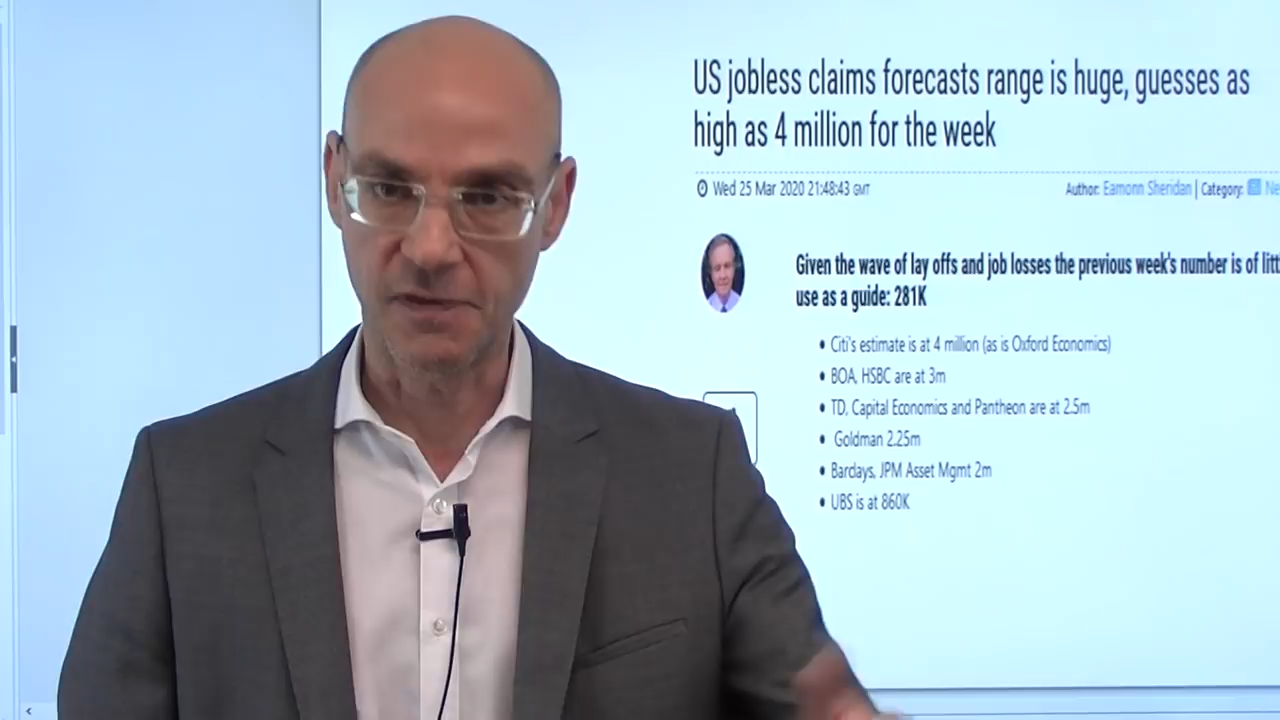 US jobless claims forecasts range is huge, guesses as
high as 4 million for the week
Wed 25 Mar 2020 21:48:43 GMT
Author: Eamonn Sheridan | Category:
Given the wave of lay offs and job losses the previous week's number is of
use as a guide: 281K
• Citi's estimate is at 4 million (as is Oxford Economics)
• BOA, HSBC are at 3m
• TD, Capital Economics and Pantheon are at 2.5m
• Goldman 2.25m
• Barclays, JPM Asset Mgmt 2m
• UBS is at 860K